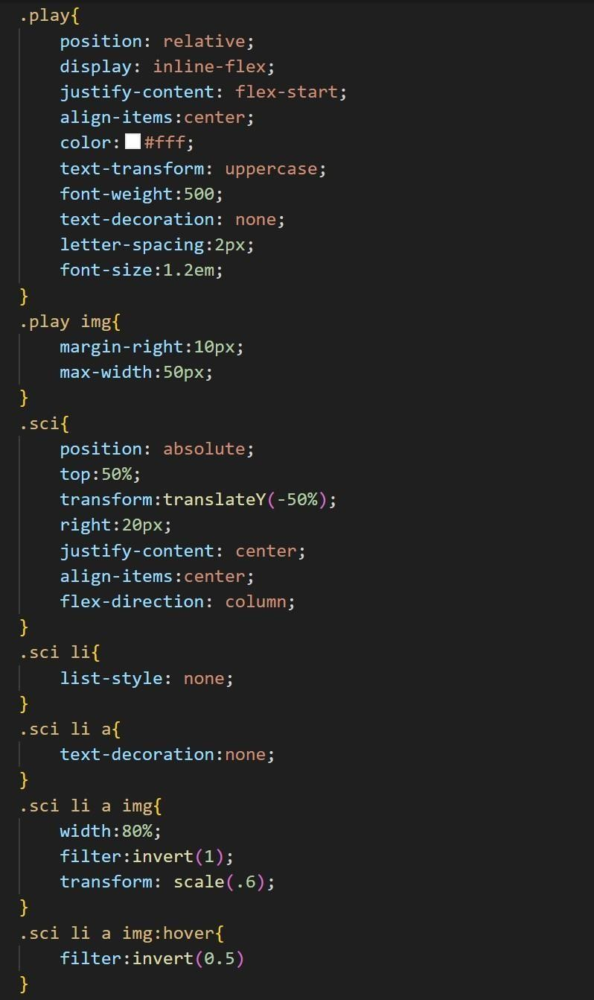 .play{
position: relative;
display: inline-flex;
justify-content: flex-start;
align-items:center;
color:#fff;
text-transform: uppercase;
font-weight:500;
text-decoration: none;
letter-spacing:2px;
font-size:1.2em;
}
.play img{
margin-right:10px;
max-width:50px;
}
.sci{
position: absolute;
top:50%;
transform:translateY(-50%);
right:20px;
justify-content: center;
align-items:center;
flex-direction: column;
}
.sci li{
list-style: none;
}
.sci li a{
text-decoration:none;
}
.sci li a img{
width:80%;
filter:invert(1);
transform: scale(.6);
}
.sci li a img:hover{
filter:invert(0.5)
}